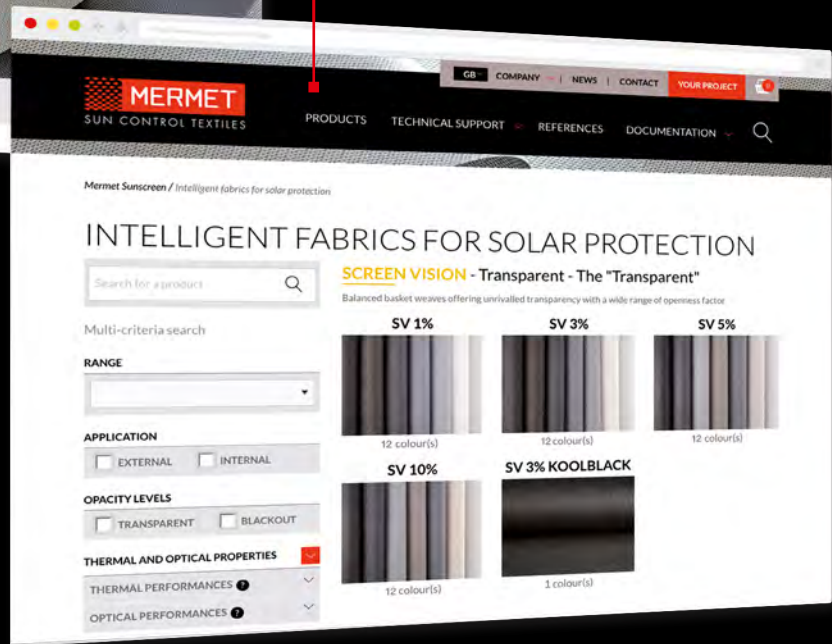 GB COMPANY | NEWS | CONTACT YOUR PROJECT 0
MERMET
SUN CONTROL TEXTILES
PRODUCTS TECHNICAL SUPPORT REFERENCES DOCUMENTATION
Mermet Sunscreen / Intelligent fabrics for solar protection
INTELLIGENT FABRICS FOR SOLAR PROTECTION
Search for a product
Multi-criteria search
RANGE
APPLICATION
EXTERNAL INTERNAL
OPACITY LEVELS
TRANSPARENT BLACKOUT
THERMAL AND OPTICAL PROPERTIES
THERMAL PERFORMANCES ?
OPTICAL PERFORMANCES ?
SCREEN VISION - Transparent - The "Transparent"
Balanced basket weaves offering unrivalled transparency with a wide range of openness factor
SV 1% SV 3% SV 5%
12 colour(s) 12 colour(s) 12 colour(s)
SV 10% SV 3% KOOLBLACK
12 colour(s) 1 colour(s)